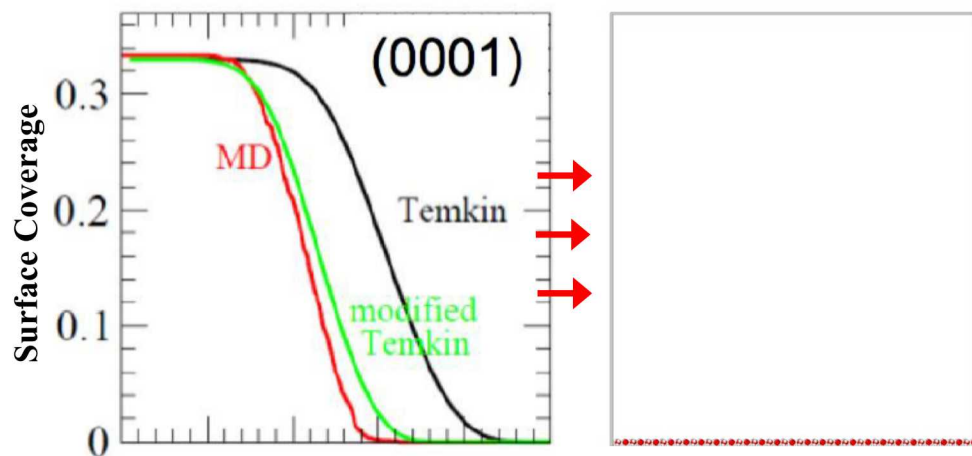 (0001)
0.3
MD
Surface Coverage
0.2
Temkin
modified
Temkin
0.1
0